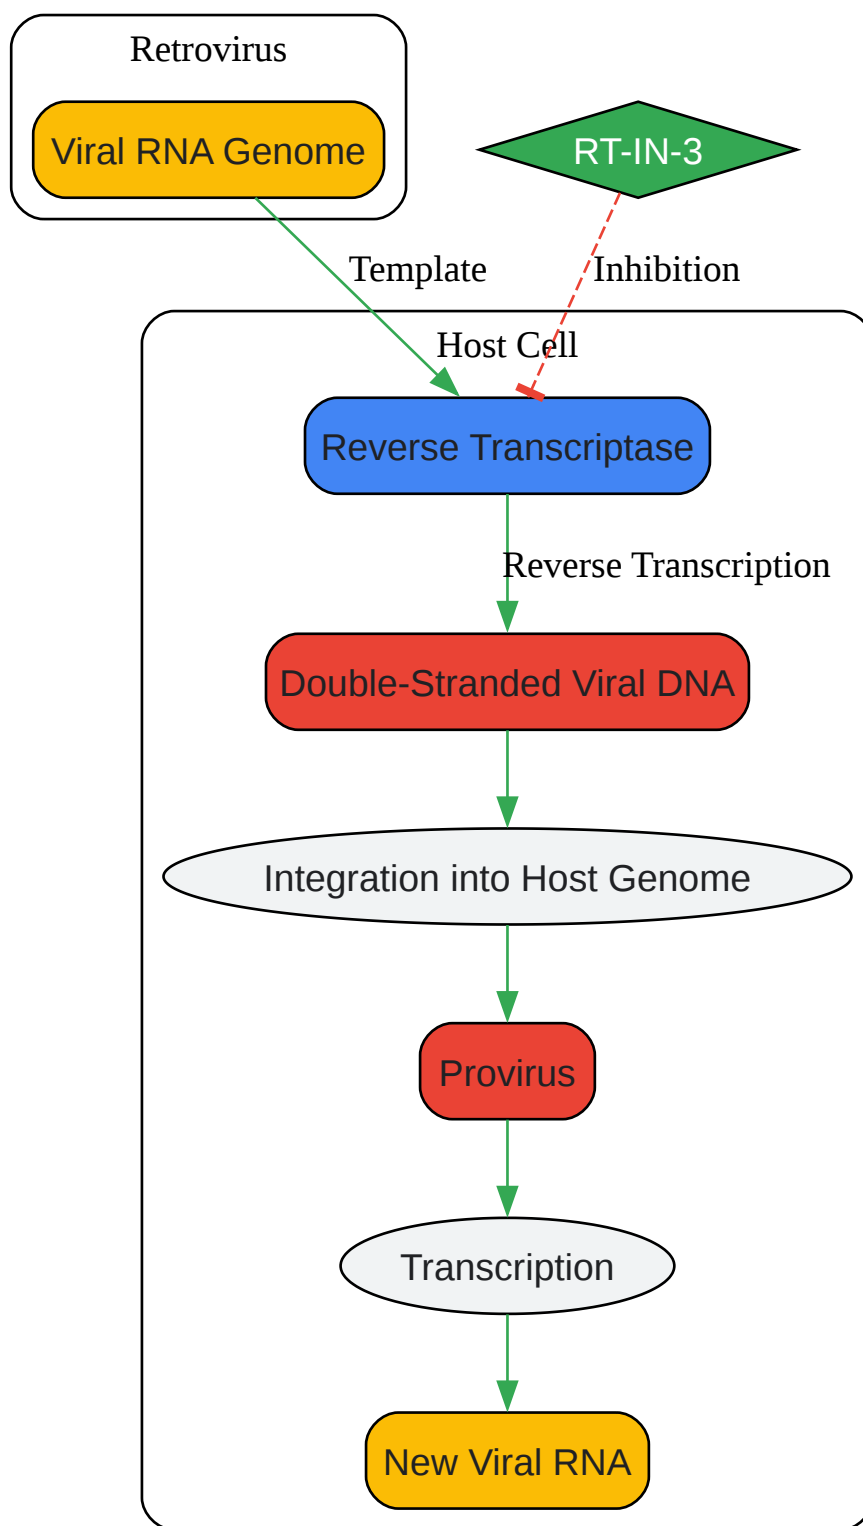 Retrovirus
Viral RNA Genome
RT-IN-3
Template
Inhibition
Host Cell
Reverse Transcriptase
Reverse Transcription
Double-Stranded Viral DNA
Integration into Host Genome
Provirus
Transcription
New Viral RNA